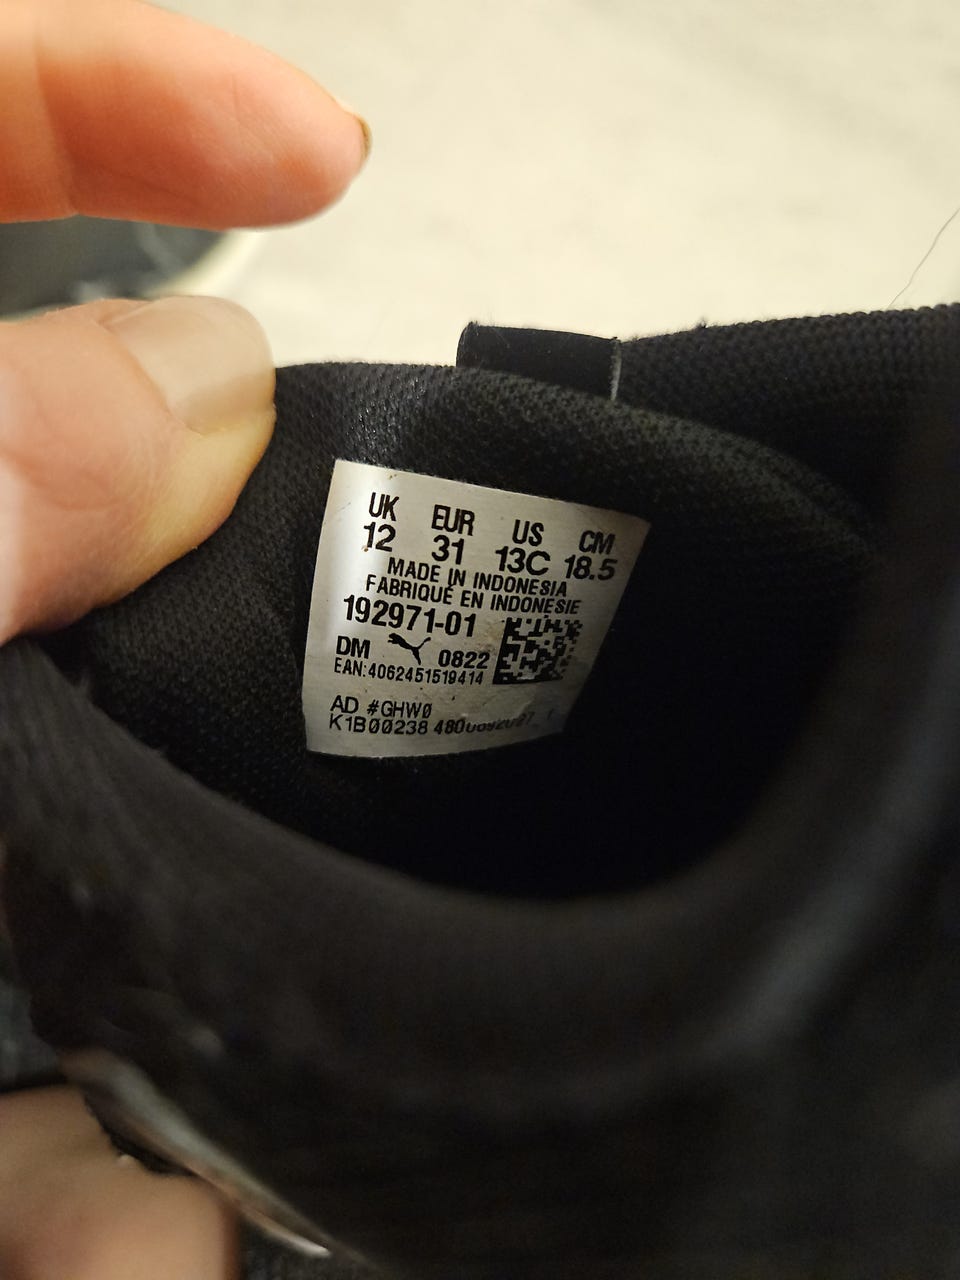 UK EUR US CM
12 31 13C 18.5
MADE IN INDONESIA
FABRIQUÉ EN INDONESIE
192971-01
DM 0822
EAN:4062451519414
AD #GHW0
K1B00238